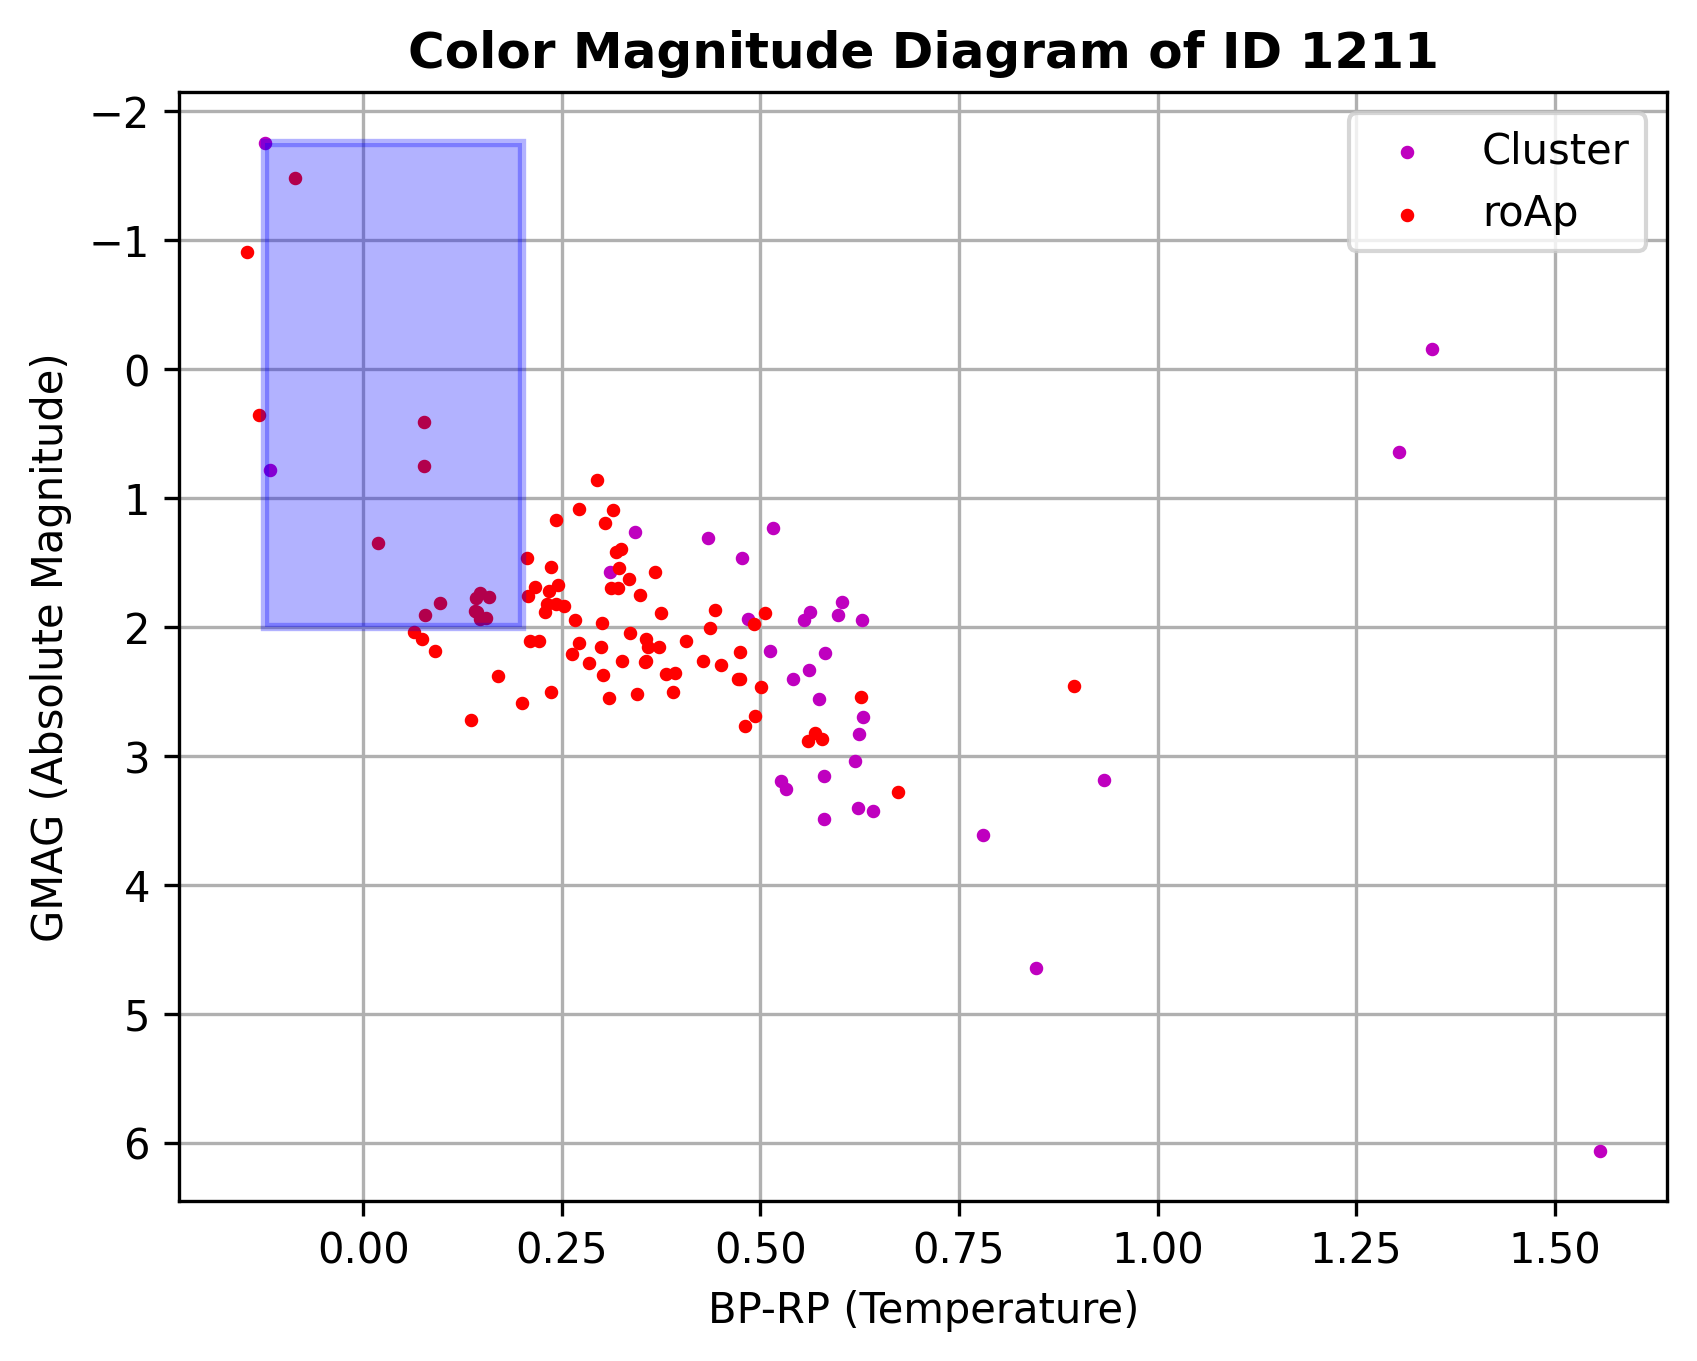 Color Magnitude Diagram of ID 1211
−2
−1
0
1
2
3
4
5
6
GMAG (Absolute Magnitude)
Cluster
roAp
0.00 0.25 0.50 0.75 1.00 1.25 1.50
BP-RP (Temperature)